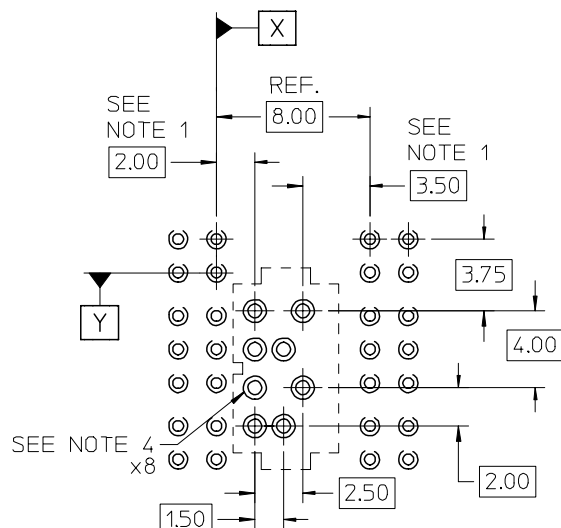 X
REF.
8.00
SEE
NOTE 1
2.00
SEE
NOTE 1
3.50
3.75
Y
4.00
SEE NOTE 4
x8
2.00
2.50
1.50